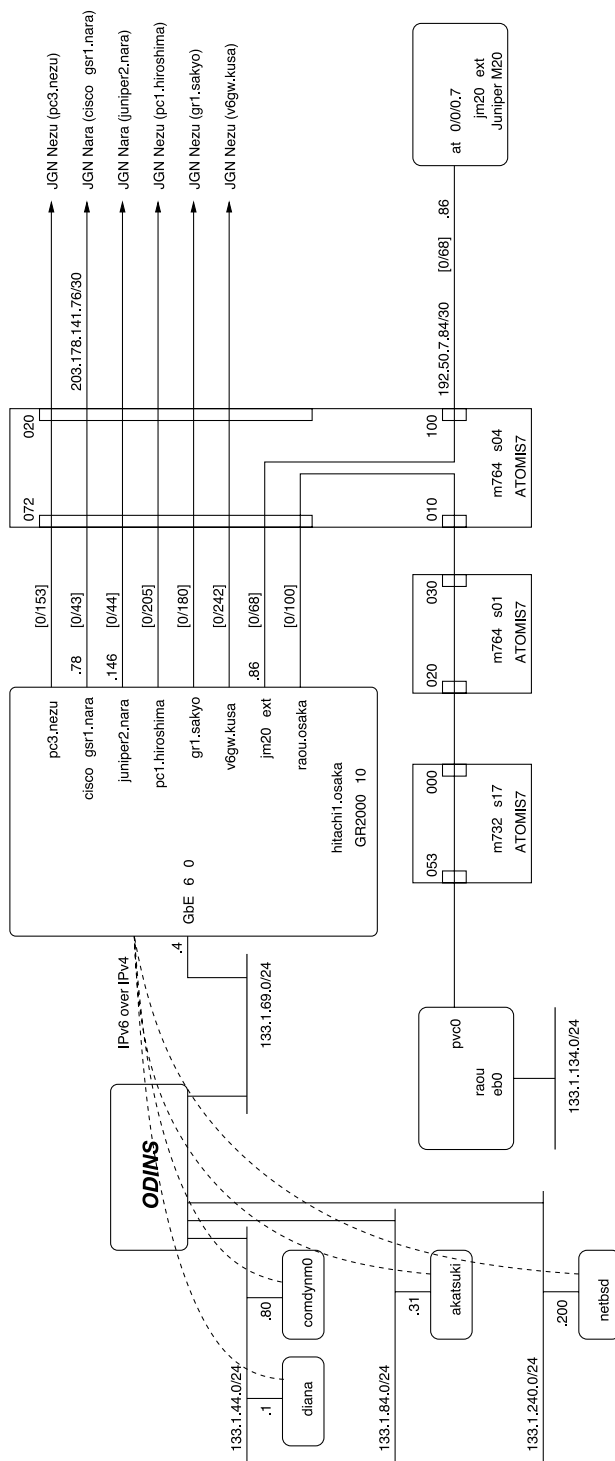 JGN Nezu (pc3.nezu)
JGN Nara (cisco gsr1.nara)
JGN Nara (juniper2.nara)
JGN Nezu (pc1.hiroshima)
JGN Nezu (gr1.sakyo)
JGN Nezu (v6gw.kusa)
203.178.141.76/30
at 0/0/0.7
jm20 ext
Juniper M20
192.50.7.84/30
[0/68]
.86
072
020
010
100
m764 s04
ATOMIS7
[0/153]
.78
[0/43]
.146
[0/44]
[0/205]
[0/180]
[0/242]
.86
[0/68]
[0/100]
pc3.nezu
cisco gsr1.nara
juniper2.nara
pc1.hiroshima
gr1.sakyo
v6gw.kusa
jm20 ext
raou.osaka
hitachi1.osaka
GR2000 10
GbE 6 0
.4
020
030
m764 s01
ATOMIS7
053
000
m732 s17
ATOMIS7
IPv6 over IPv4
133.1.69.0/24
ODINS
pvc0
raou
eb0
133.1.134.0/24
133.1.44.0/24
.1
.80
diana
comdynm0
133.1.84.0/24
.31
akatsuki
133.1.240.0/24
.200
netbsd